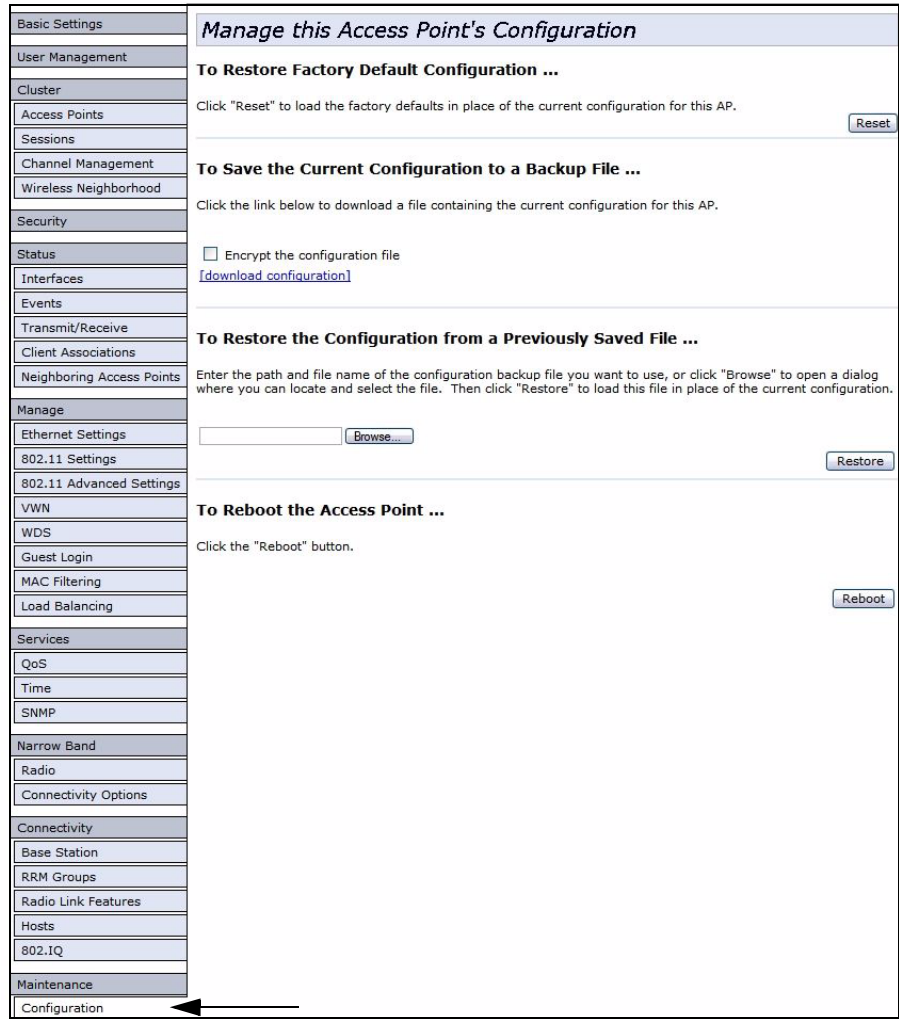 Basic Settings
User Management
Cluster
Access Points
Sessions
Channel Management
Wireless Neighborhood
Security
Status
Interfaces
Events
Transmit/Receive
Client Associations
Neighboring Access Points
Manage
Ethernet Settings
802.11 Settings
802.11 Advanced Settings
VWN
WDS
Guest Login
MAC Filtering
Load Balancing
Services
QoS
Time
SNMP
Narrow Band
Radio
Connectivity Options
Connectivity
Base Station
RRM Groups
Radio Link Features
Hosts
802.IQ
Maintenance
Configuration
Manage this Access Point's Configuration
To Restore Factory Default Configuration ...
Click "Reset" to load the factory defaults in place of the current configuration for this AP.
Reset
To Save the Current Configuration to a Backup File ...
Click the link below to download a file containing the current configuration for this AP.
Encrypt the configuration file
[download configuration]
To Restore the Configuration from a Previously Saved File ...
Enter the path and file name of the configuration backup file you want to use, or click "Browse" to open a dialog
where you can locate and select the file. Then click "Restore" to load this file in place of the current configuration.
Browse...
Restore
To Reboot the Access Point ...
Click the "Reboot" button.
Reboot